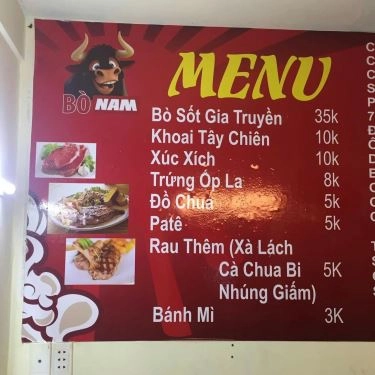 BÒ NAM
MENU
Bò Sốt Gia Truyền 35k
Khoai Tây Chiên 10k
Xúc Xích 10k
Trứng Ốp La 8k
Đồ Chua 5k
Patê 5k
Rau Thêm (Xà Lách
Cà Chua Bi 5K
Nhúng Giấm)
Bánh Mì 3K